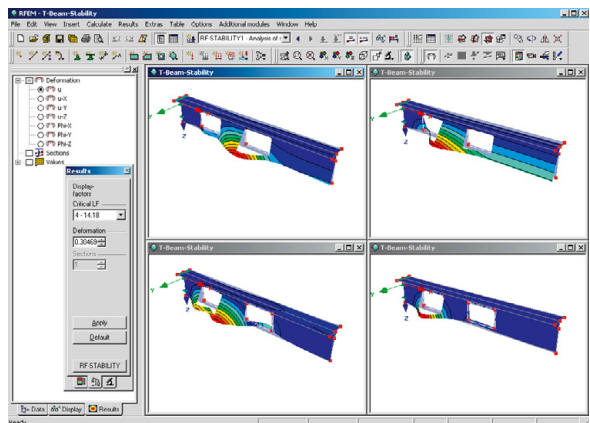 RFEM - T-Beam-Stability
File Edit View Insert Calculate Results Extras Table Options Additional modules Window Help
RF-STABILITY1 - Analysis of s
Deformation
u
u-X
u-Y
u-Z
Phi-X
Phi-Y
Phi-Z
Sections
Values
Results
Display-
factors
Critical LF
4 - 14.18
Deformation
0.30469
Sections
1
Apply
Default
RF-STABILITY
Data Display Results
Ready
T-Beam-Stability
Y
Z
T-Beam-Stability
Y
Z
T-Beam-Stability
Y
Z
T-Beam-Stability
Y
Z